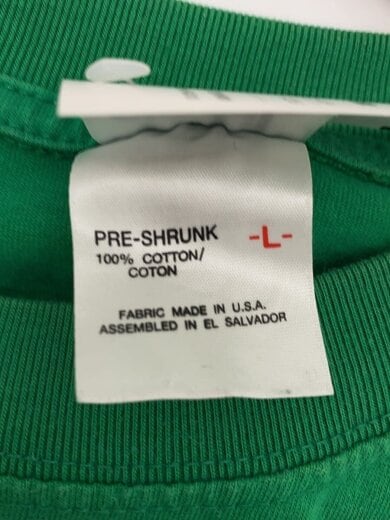 PRE-SHRUNK -L-
100% COTTON/
COTON
FABRIC MADE IN U.S.A.
ASSEMBLED IN EL SALVADOR